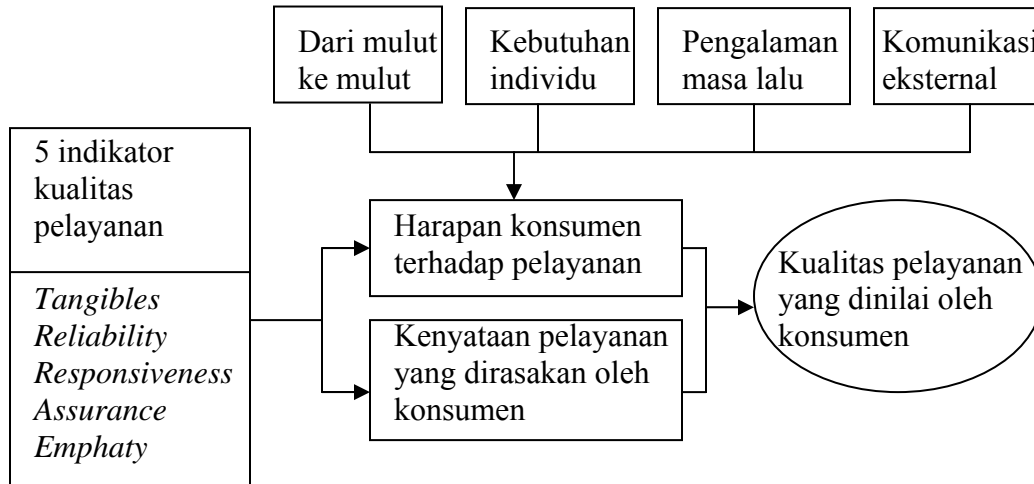 Dari mulut
ke mulut
Kebutuhan
individu
Pengalaman
masa lalu
Komunikasi
eksternal
5 indikator
kualitas
pelayanan
Tangibles
Reliability
Responsiveness
Assurance
Emphaty
Harapan konsumen
terhadap pelayanan
Kenyataan pelayanan
yang dirasakan oleh
konsumen
Kualitas pelayanan
yang dinilai oleh
konsumen